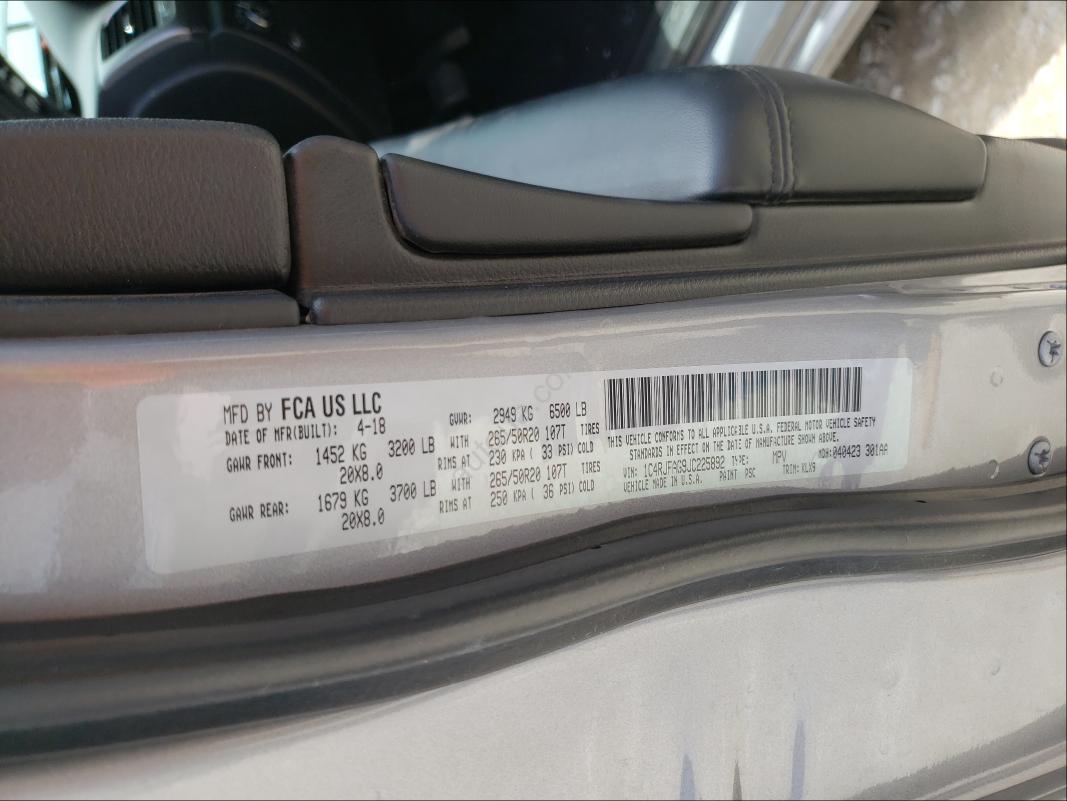 MFD BY FCA US LLC
DATE OF MFR(BUILT): 4-18
GVWR: 2949 KG 6500 LB
GAWR FRONT: 1452 KG 3200 LB WITH 265/50R20 107T TIRES
20X8.0 RIMS AT 230 KPA ( 33 PSI) COLD
GAWR REAR: 1679 KG 3700 LB WITH 265/50R20 107T TIRES
20X8.0 RIMS AT 250 KPA ( 36 PSI) COLD
THIS VEHICLE CONFORMS TO ALL APPLICABLE U.S.A. FEDERAL MOTOR VEHICLE SAFETY
STANDARDS IN EFFECT ON THE DATE OF MANUFACTURE SHOWN ABOVE.
VIN: 1C4RJFAG9JC225892 TYPE: MPV MDH:040423 301AA
VEHICLE MADE IN U.S.A. PAINT PSC TRIM: KLX9